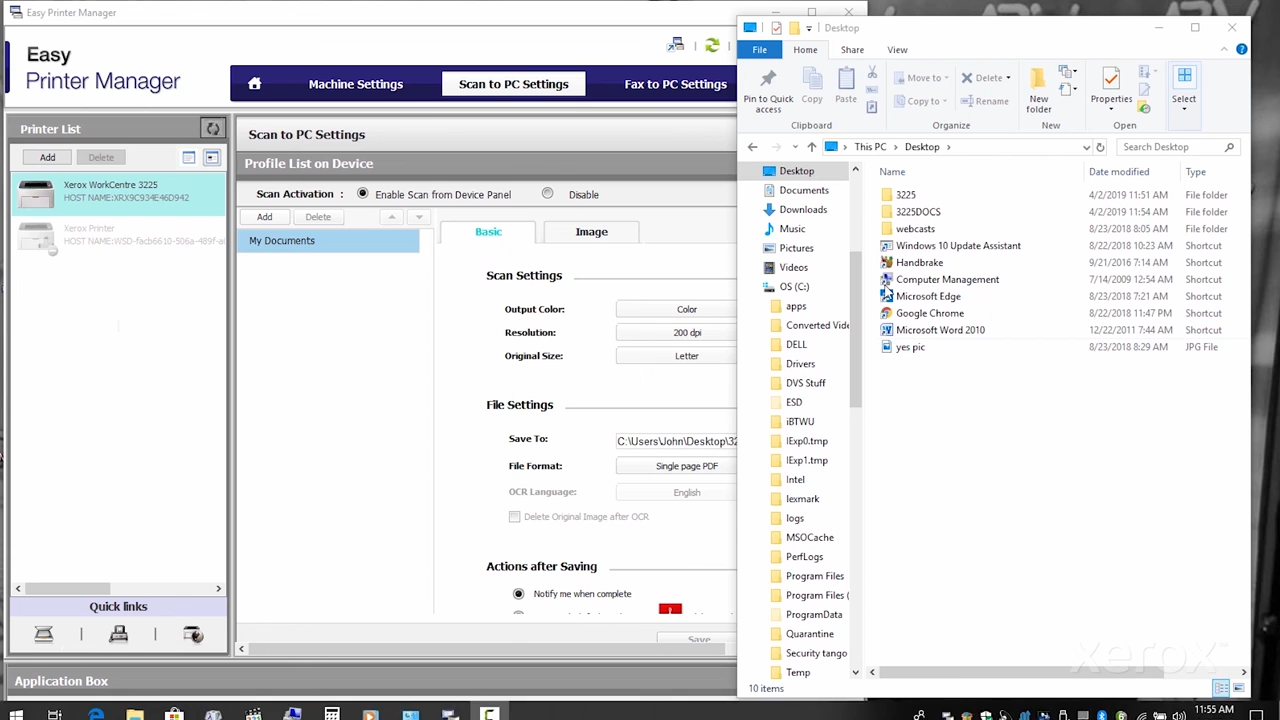 Easy Printer Manager
Easy
Printer Manager
Machine Settings
Scan to PC Settings
Fax to PC Settings
Printer List
Add
Delete
Xerox WorkCentre 3225
HOST NAME:XRX9C934E46D942
Xerox Printer
HOST NAME:WSD-facb6610-506a-489f-a
Quick links
Application Box
Scan to PC Settings
Profile List on Device
Scan Activation :
Enable Scan from Device Panel
Disable
Add
Delete
My Documents
Basic
Image
Scan Settings
Output Color:
Color
Resolution:
200 dpi
Original Size:
Letter
File Settings
Save To:
C:\Users\John\Desktop\32
File Format:
Single page PDF
OCR Language:
English
Delete Original Image after OCR
Actions after Saving
Notify me when complete
Save
Desktop
File
Home
Share
View
Pin to Quick
access
Copy
Paste
Clipboard
Move to
Copy to
Delete
Rename
Organize
New
folder
New
Properties
Open
Select
This PC
Desktop
Search Desktop
Desktop
Documents
Downloads
Music
Pictures
Videos
OS (C:)
apps
Converted Vide
DELL
Drivers
DVS Stuff
ESD
iBTWU
IExp0.tmp
IExp1.tmp
Intel
lexmark
logs
MSOCache
PerfLogs
Program Files
Program Files (
ProgramData
Quarantine
Security tango
Temp
Name
Date modified
Type
3225
4/2/2019 11:51 AM
File folder
3225DOCS
4/2/2019 11:54 AM
File folder
webcasts
8/23/2018 8:05 AM
File folder
Windows 10 Update Assistant
8/22/2018 10:23 AM
Shortcut
Handbrake
9/21/2016 7:14 AM
Shortcut
Computer Management
7/14/2009 12:54 AM
Shortcut
Microsoft Edge
8/23/2018 7:21 AM
Shortcut
Google Chrome
8/22/2018 11:47 PM
Shortcut
Microsoft Word 2010
12/22/2011 7:44 AM
Shortcut
yes pic
8/23/2018 8:29 AM
JPG File
10 items
xerox
11:55 AM